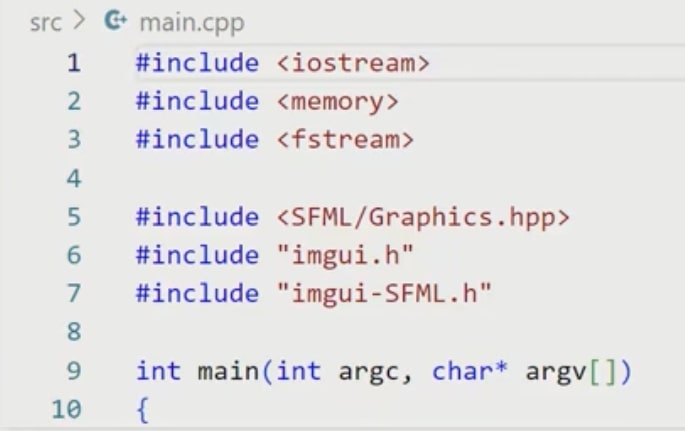 src > main.cpp
1 #include <iostream>
2 #include <memory>
3 #include <fstream>
4
5 #include <SFML/Graphics.hpp>
6 #include "imgui.h"
7 #include "imgui-SFML.h"
8
9 int main(int argc, char* argv[])
10 {